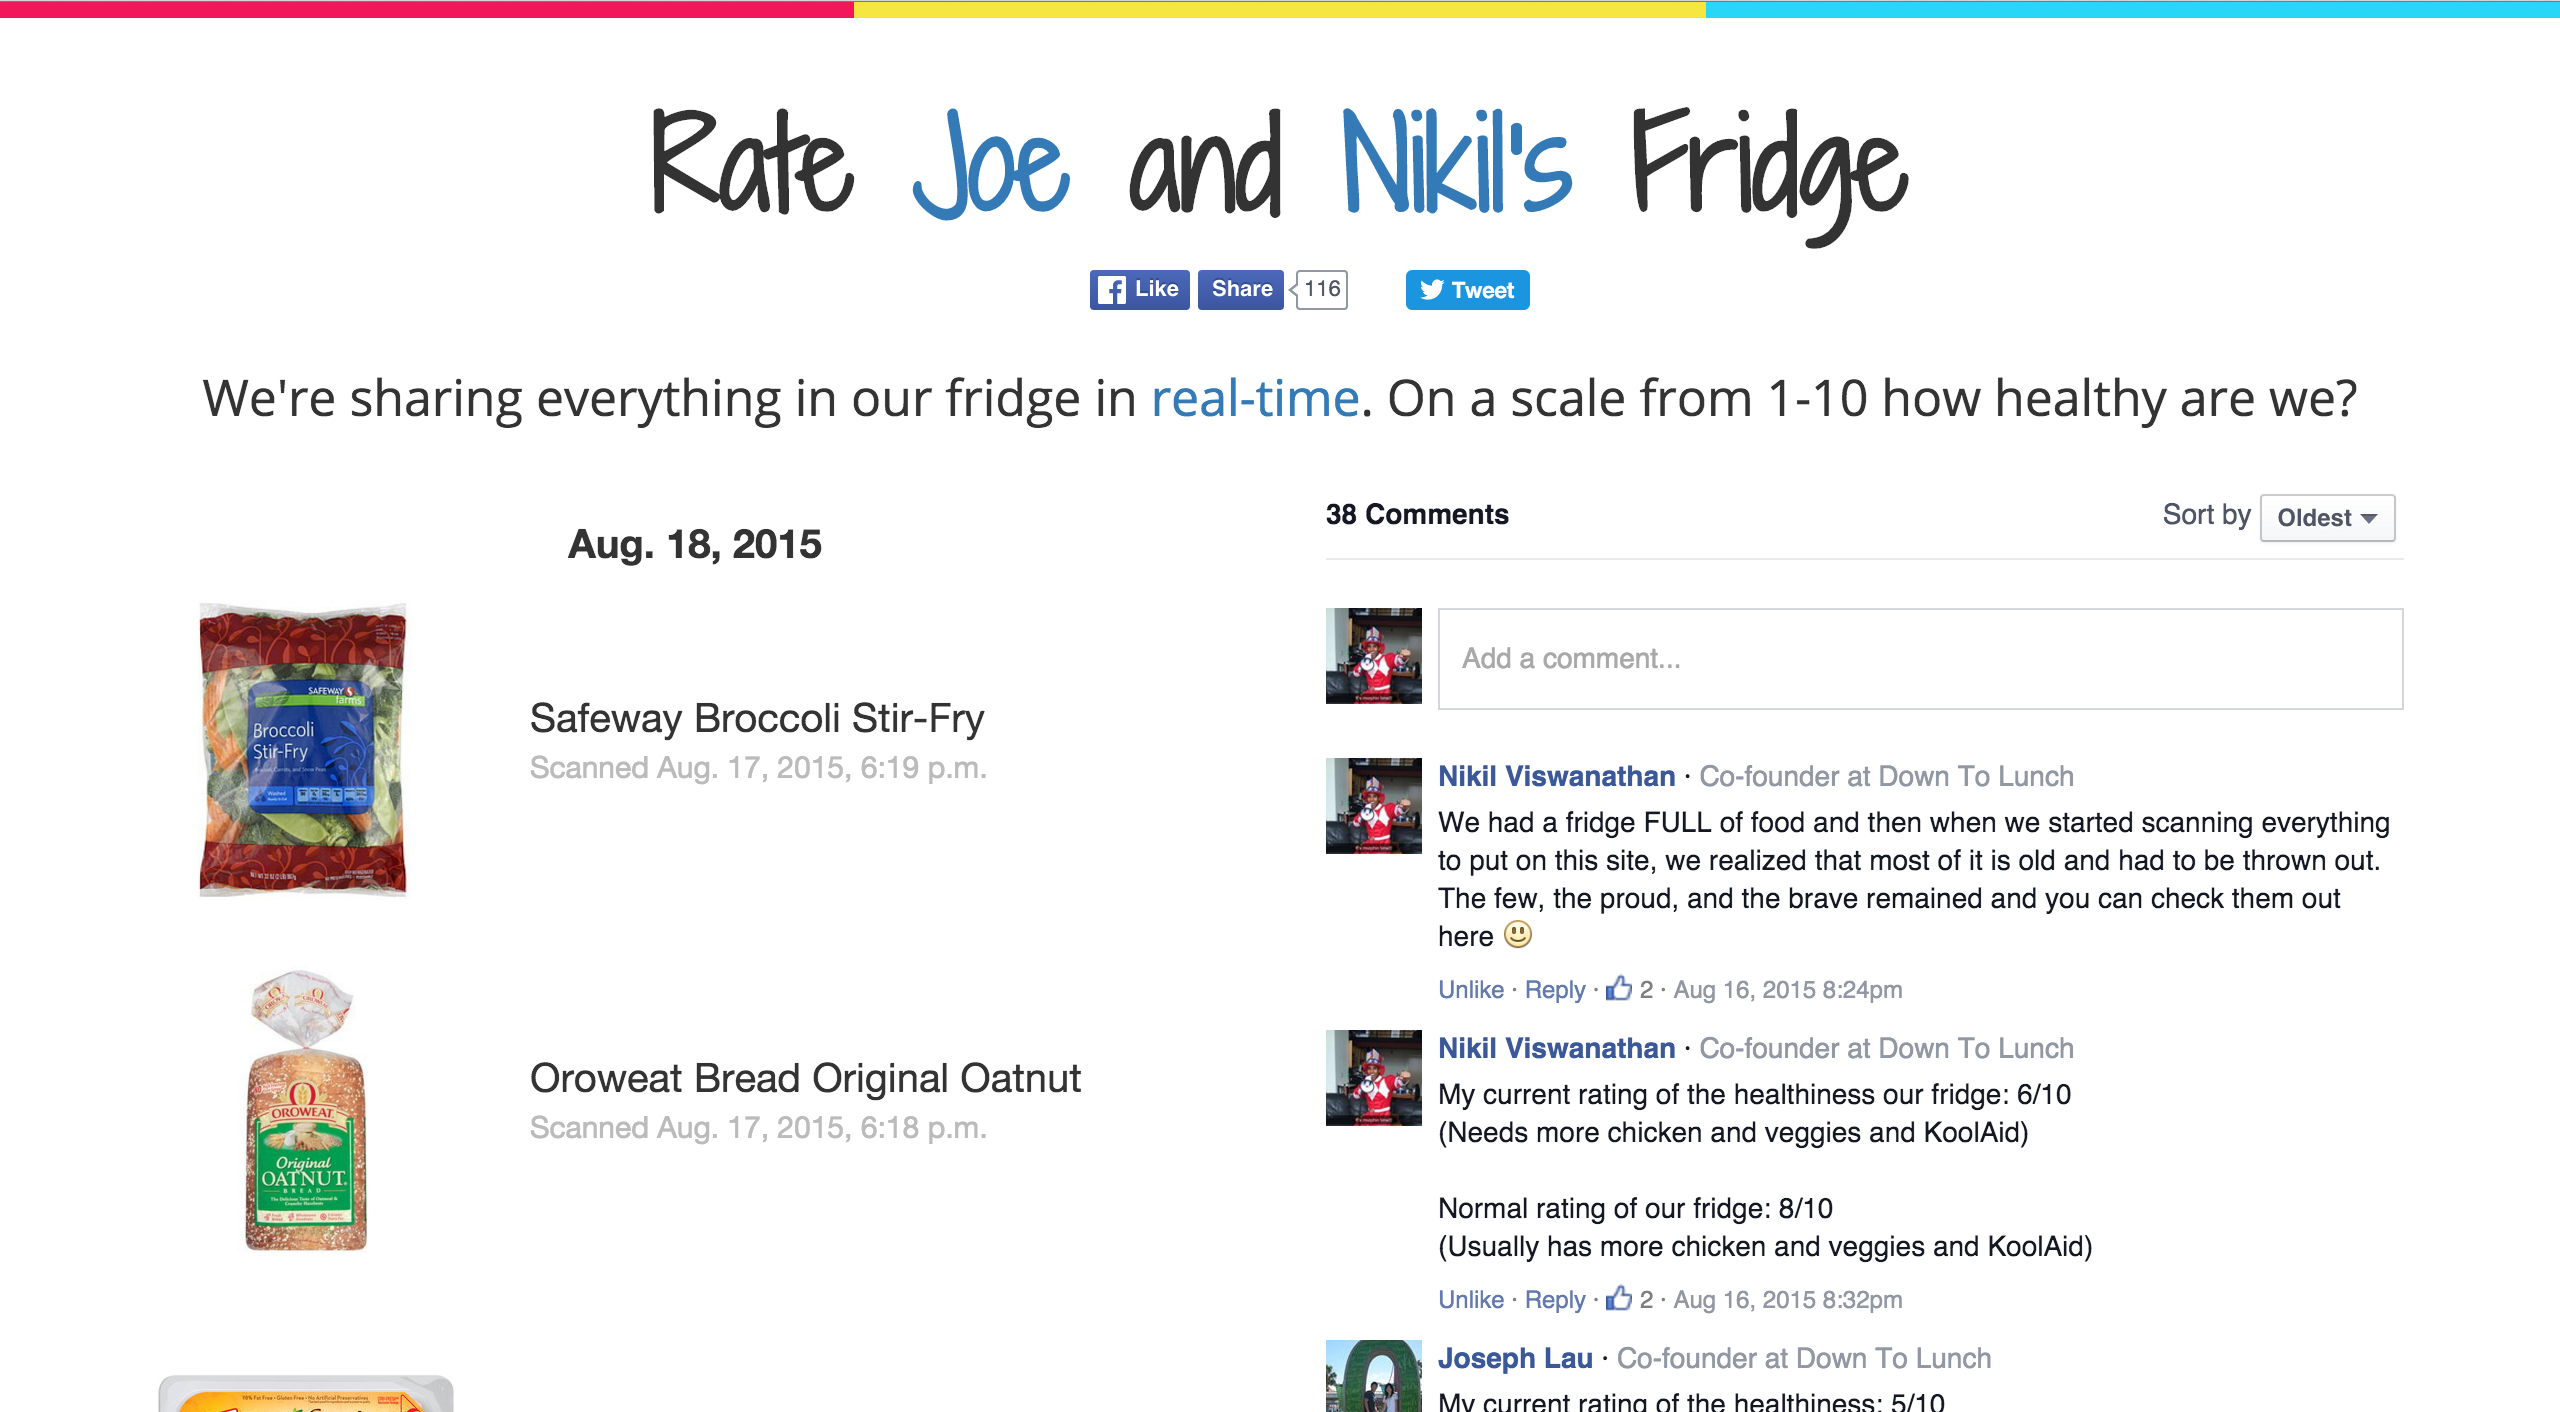 Rate Joe and Nikil's Fridge
Like Share 116 Tweet
We're sharing everything in our fridge in real-time. On a scale from 1-10 how healthy are we?
Aug. 18, 2015
SAFEWAY
farms
Broccoli
Stir-Fry
Safeway Broccoli Stir-Fry
Scanned Aug. 17, 2015, 6:19 p.m.
OROWEAT
Original
OATNUT
BREAD
Oroweat Bread Original Oatnut
Scanned Aug. 17, 2015, 6:18 p.m.
98% Fat Free • Gluten Free • No Artificial Preservatives
38 Comments
Sort by Oldest
Add a comment...
Nikil Viswanathan · Co-founder at Down To Lunch
We had a fridge FULL of food and then when we started scanning everything
to put on this site, we realized that most of it is old and had to be thrown out.
The few, the proud, and the brave remained and you can check them out
here
Unlike · Reply · 2 · Aug 16, 2015 8:24pm
Nikil Viswanathan · Co-founder at Down To Lunch
My current rating of the healthiness our fridge: 6/10
(Needs more chicken and veggies and KoolAid)
Normal rating of our fridge: 8/10
(Usually has more chicken and veggies and KoolAid)
Unlike · Reply · 2 · Aug 16, 2015 8:32pm
Joseph Lau · Co-founder at Down To Lunch
My current rating of the healthiness: 5/10